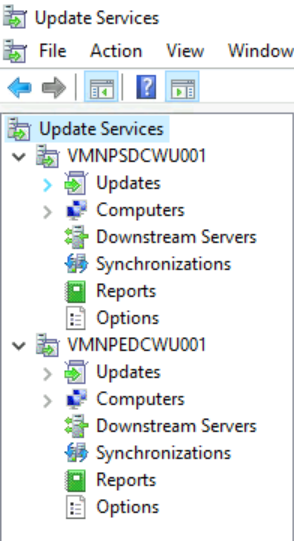 Update Services
File Action View Window
?
Update Services
VMNPSDCWU001
Updates
Computers
Downstream Servers
Synchronizations
Reports
Options
VMNPEDCWU001
Updates
Computers
Downstream Servers
Synchronizations
Reports
Options